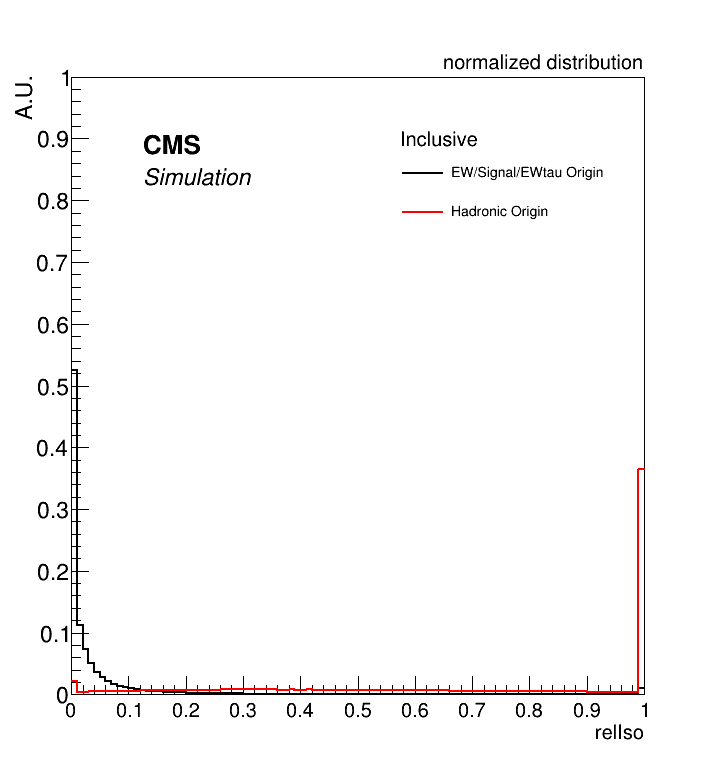 normalized distribution
A.U.
1
0.9
0.8
0.7
0.6
0.5
0.4
0.3
0.2
0.1
0
CMS
Simulation
Inclusive
EW/Signal/EWtau Origin
Hadronic Origin
0 0.1 0.2 0.3 0.4 0.5 0.6 0.7 0.8 0.9 1
relIso